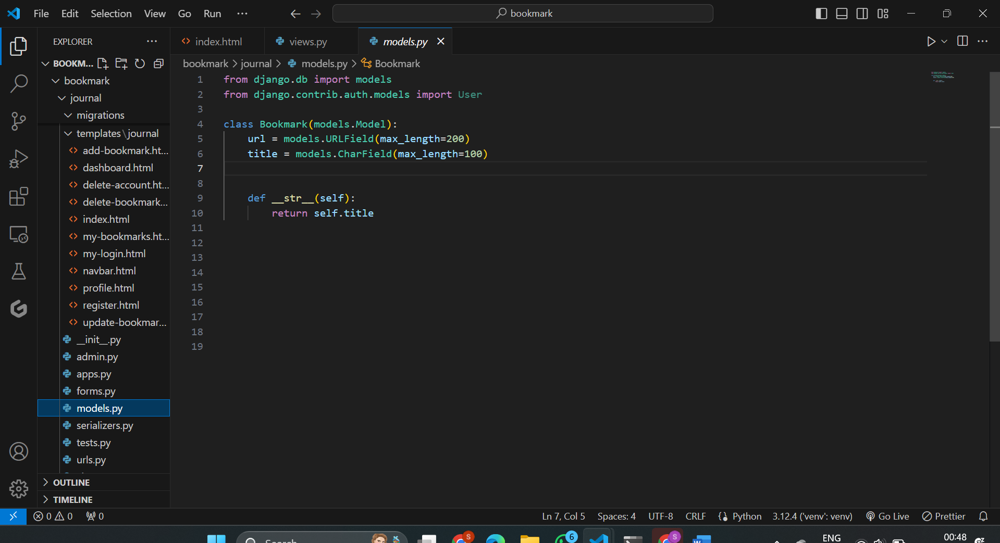 File Edit Selection View Go Run ··· bookmark
EXPLORER ···
BOOKM...
bookmark
journal
migrations
templates\journal
add-bookmark.ht...
dashboard.html
delete-account.ht...
delete-bookmark...
index.html
my-bookmarks.ht...
my-login.html
navbar.html
profile.html
register.html
update-bookmar...
__init__.py
admin.py
apps.py
forms.py
models.py
serializers.py
tests.py
urls.py
OUTLINE
TIMELINE
index.html views.py models.py
bookmark > journal > models.py > Bookmark
1 from django.db import models
2 from django.contrib.auth.models import User
3
4 class Bookmark(models.Model):
5 url = models.URLField(max_length=200)
6 title = models.CharField(max_length=100)
7
8
9 def __str__(self):
10 return self.title
11
12
13
14
15
16
17
18
19
0 0 0 Ln 7, Col 5 Spaces: 4 UTF-8 CRLF {} Python 3.12.4 ('venv': venv) Go Live Prettier
Search S 6 S W ENG 00:48